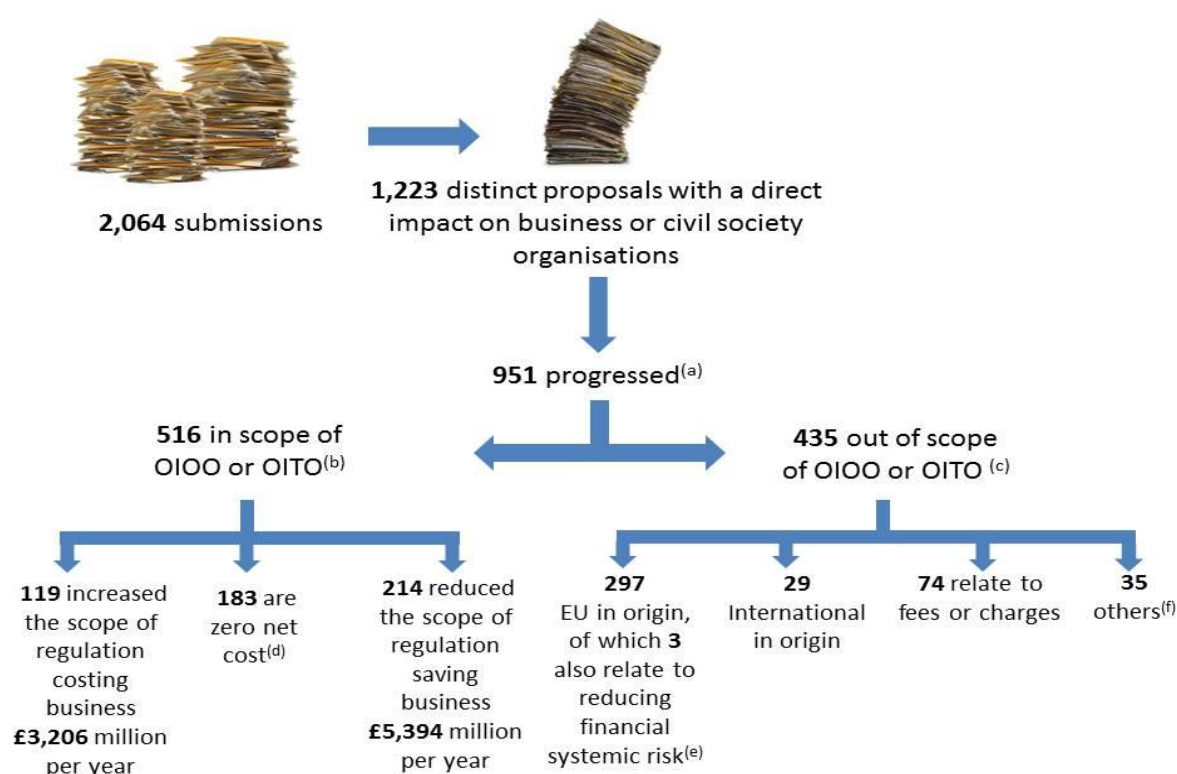 2,064 submissions
1,223 distinct proposals with a direct
impact on business or civil society
organisations
951 progressed(a)
516 in scope of
OIOO or OITO(b)
435 out of scope
of OIOO or OITO (c)
119 increased
the scope of
regulation
costing
business
£3,206 million
per year
183 are
zero net
cost(d)
214 reduced
the scope of
regulation
saving
business
£5,394 million
per year
297
EU in origin,
of which 3
also relate to
reducing
financial
systemic risk(e)
29
International
in origin
74 relate to
fees or charges
35
others(f)